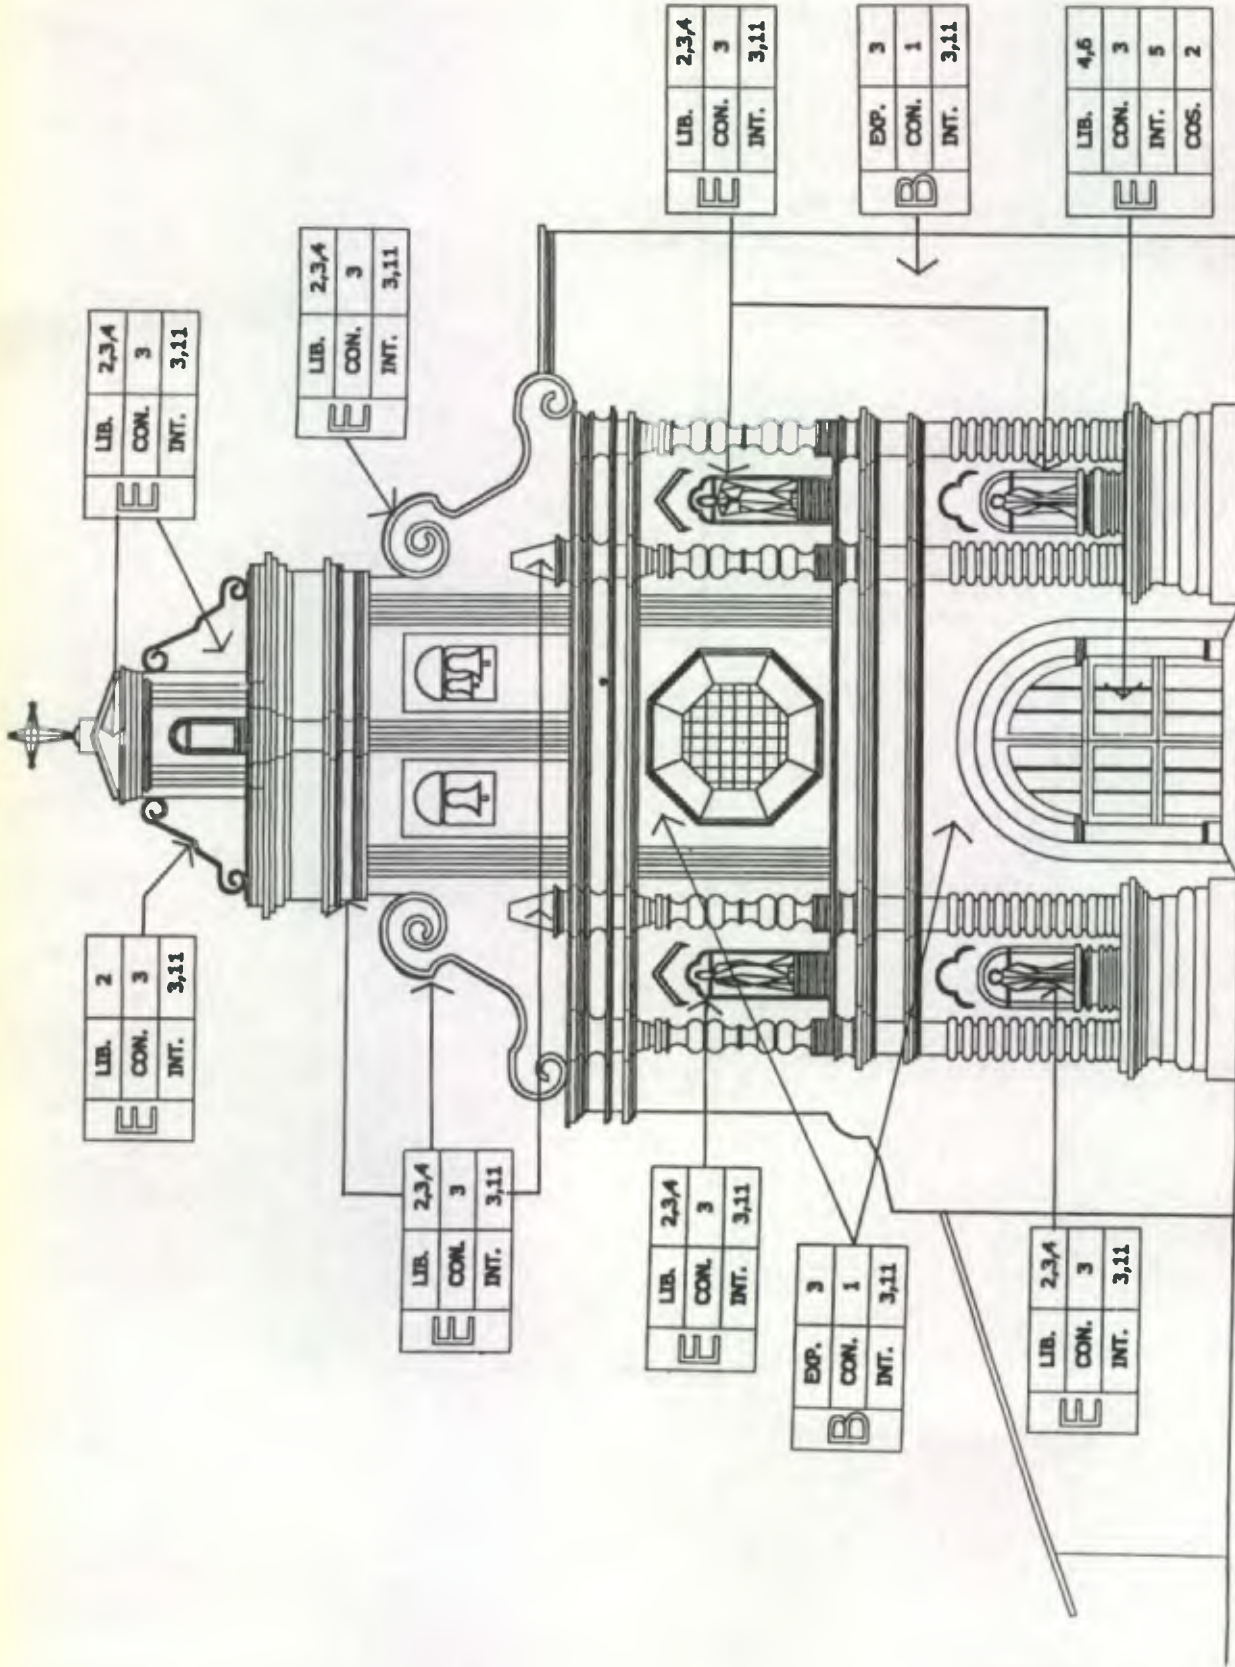 E
LIB. 2
CON. 3
INT. 3,11
E
LIB. 2,3,4
CON. 3
INT. 3,11
E
LIB. 2,3,4
CON. 3
INT. 3,11
E
LIB. 2,3,4
CON. 3
INT. 3,11
E
LIB. 2,3,4
CON. 3
INT. 3,11
E
LIB. 2,3,4
CON. 3
INT. 3,11
B
EXP. 3
CON. 1
INT. 3,11
B
EXP. 3
CON. 1
INT. 3,11
E
LIB. 2,3,4
CON. 3
INT. 3,11
E
LIB. 4,6
CON. 3
INT. 5
COS. 2